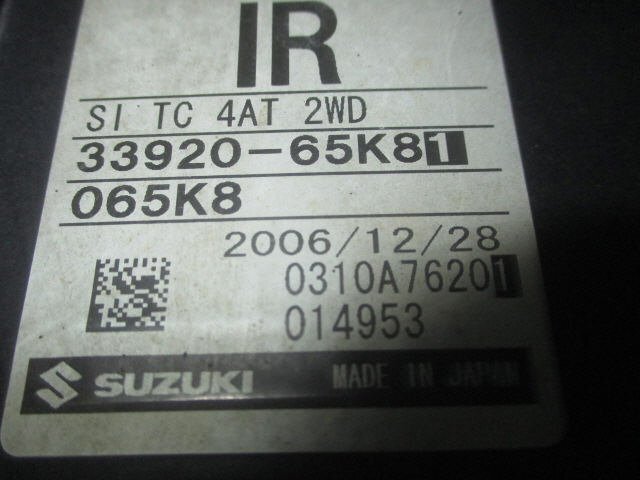 IR
SI TC 4AT 2WD
33920-65K81
065K8
2006/12/28
0310A76201
014953
SUZUKI MADE IN JAPAN